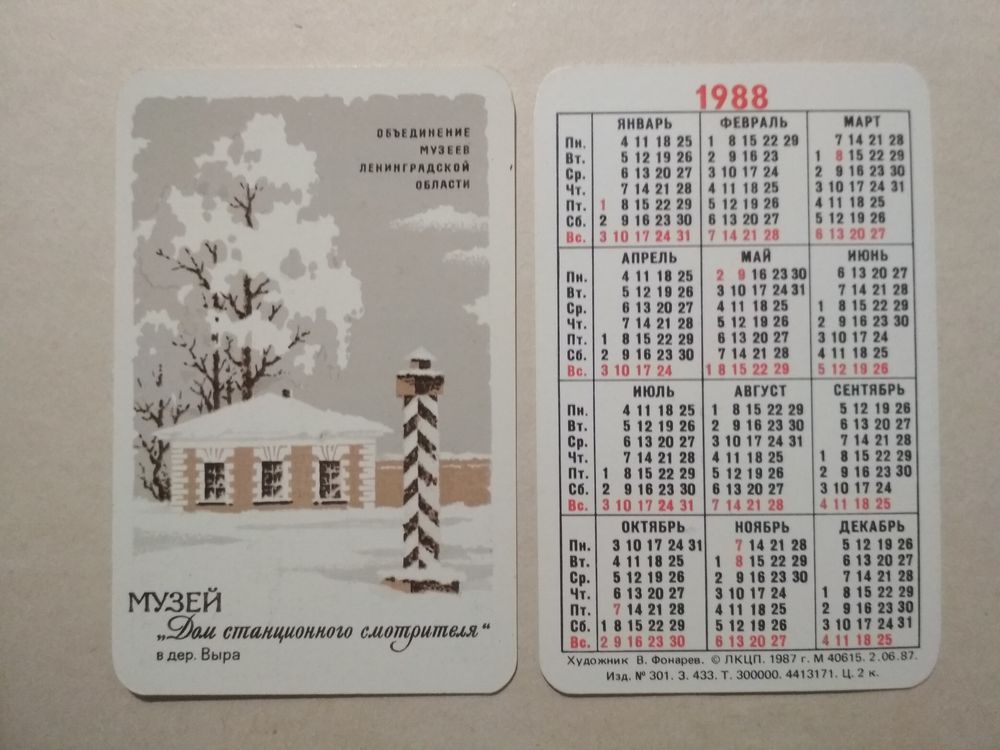 ОБЪЕДИНЕНИЕ
МУЗЕЕВ
ЛЕНИНГРАДСКОЙ
ОБЛАСТИ
МУЗЕЙ
„Дом станционного смотрителя“
в дер. Выра
1988
ЯНВАРЬ ФЕВРАЛЬ МАРТ
Пн. 4 11 18 25 1 8 15 22 29 7 14 21 28
Вт. 5 12 19 26 2 9 16 23 1 8 15 22 29
Ср. 6 13 20 27 3 10 17 24 2 9 16 23 30
Чт. 7 14 21 28 4 11 18 25 3 10 17 24 31
Пт. 1 8 15 22 29 5 12 19 26 4 11 18 25
Сб. 2 9 16 23 30 6 13 20 27 5 12 19 26
Вс. 3 10 17 24 31 7 14 21 28 6 13 20 27
АПРЕЛЬ МАЙ ИЮНЬ
Пн. 4 11 18 25 2 9 16 23 30 6 13 20 27
Вт. 5 12 19 26 3 10 17 24 31 7 14 21 28
Ср. 6 13 20 27 4 11 18 25 1 8 15 22 29
Чт. 7 14 21 28 5 12 19 26 2 9 16 23 30
Пт. 1 8 15 22 29 6 13 20 27 3 10 17 24
Сб. 2 9 16 23 30 7 14 21 28 4 11 18 25
Вс. 3 10 17 24 1 8 15 22 29 5 12 19 26
ИЮЛЬ АВГУСТ СЕНТЯБРЬ
Пн. 4 11 18 25 1 8 15 22 29 5 12 19 26
Вт. 5 12 19 26 2 9 16 23 30 6 13 20 27
Ср. 6 13 20 27 3 10 17 24 31 7 14 21 28
Чт. 7 14 21 28 4 11 18 25 1 8 15 22 29
Пт. 1 8 15 22 29 5 12 19 26 2 9 16 23 30
Сб. 2 9 16 23 30 6 13 20 27 3 10 17 24
Вс. 3 10 17 24 31 7 14 21 28 4 11 18 25
ОКТЯБРЬ НОЯБРЬ ДЕКАБРЬ
Пн. 3 10 17 24 31 7 14 21 28 5 12 19 26
Вт. 4 11 18 25 1 8 15 22 29 6 13 20 27
Ср. 5 12 19 26 2 9 16 23 30 7 14 21 28
Чт. 6 13 20 27 3 10 17 24 1 8 15 22 29
Пт. 7 14 21 28 4 11 18 25 2 9 16 23 30
Сб. 1 8 15 22 29 5 12 19 26 3 10 17 24 31
Вс. 2 9 16 23 30 6 13 20 27 4 11 18 25
Художник В. Фонарев. © ЛКЦП. 1987 г. М 40615. 2.06.87.
Изд. № 301. З. 433. Т. 300000. 4413171. Ц. 2 к.